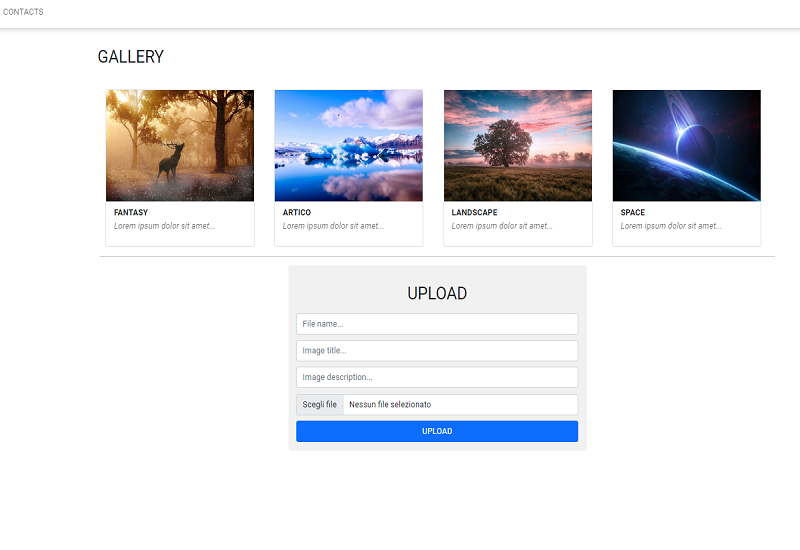 CONTACTS
GALLERY
FANTASY
Lorem ipsum dolor sit amet...
ARTICO
Lorem ipsum dolor sit amet...
LANDSCAPE
Lorem ipsum dolor sit amet...
SPACE
Lorem ipsum dolor sit amet...
UPLOAD
File name...
Image title...
Image description...
Scegli file Nessun file selezionato
UPLOAD